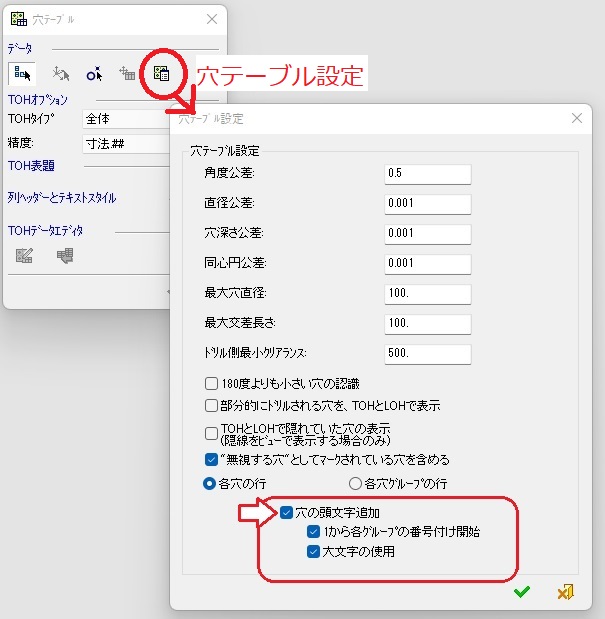 穴テーブル
データ
穴テーブル設定
TOHオプション
TOHタイプ 全体
精度: 寸法.##
TOH表題
列ヘッダーとテキストスタイル
TOHデータエディタ
穴テーブル設定
穴テーブル設定
角度公差: 0.5
直径公差: 0.001
穴深さ公差: 0.001
同心円公差: 0.001
最大穴直径: 100.
最大交差長さ: 100.
ドリル側最小クリアランス: 500.
180度よりも小さい穴の認識
部分的にドリルされる穴を、TOHとLOHで表示
TOHとLOHで隠れていた穴の表示
(隠線をビューで表示する場合のみ)
"無視する穴"としてマークされている穴を含める
各穴の行 各穴グループの行
穴の頭文字追加
1から各グループの番号付け開始
大文字の使用